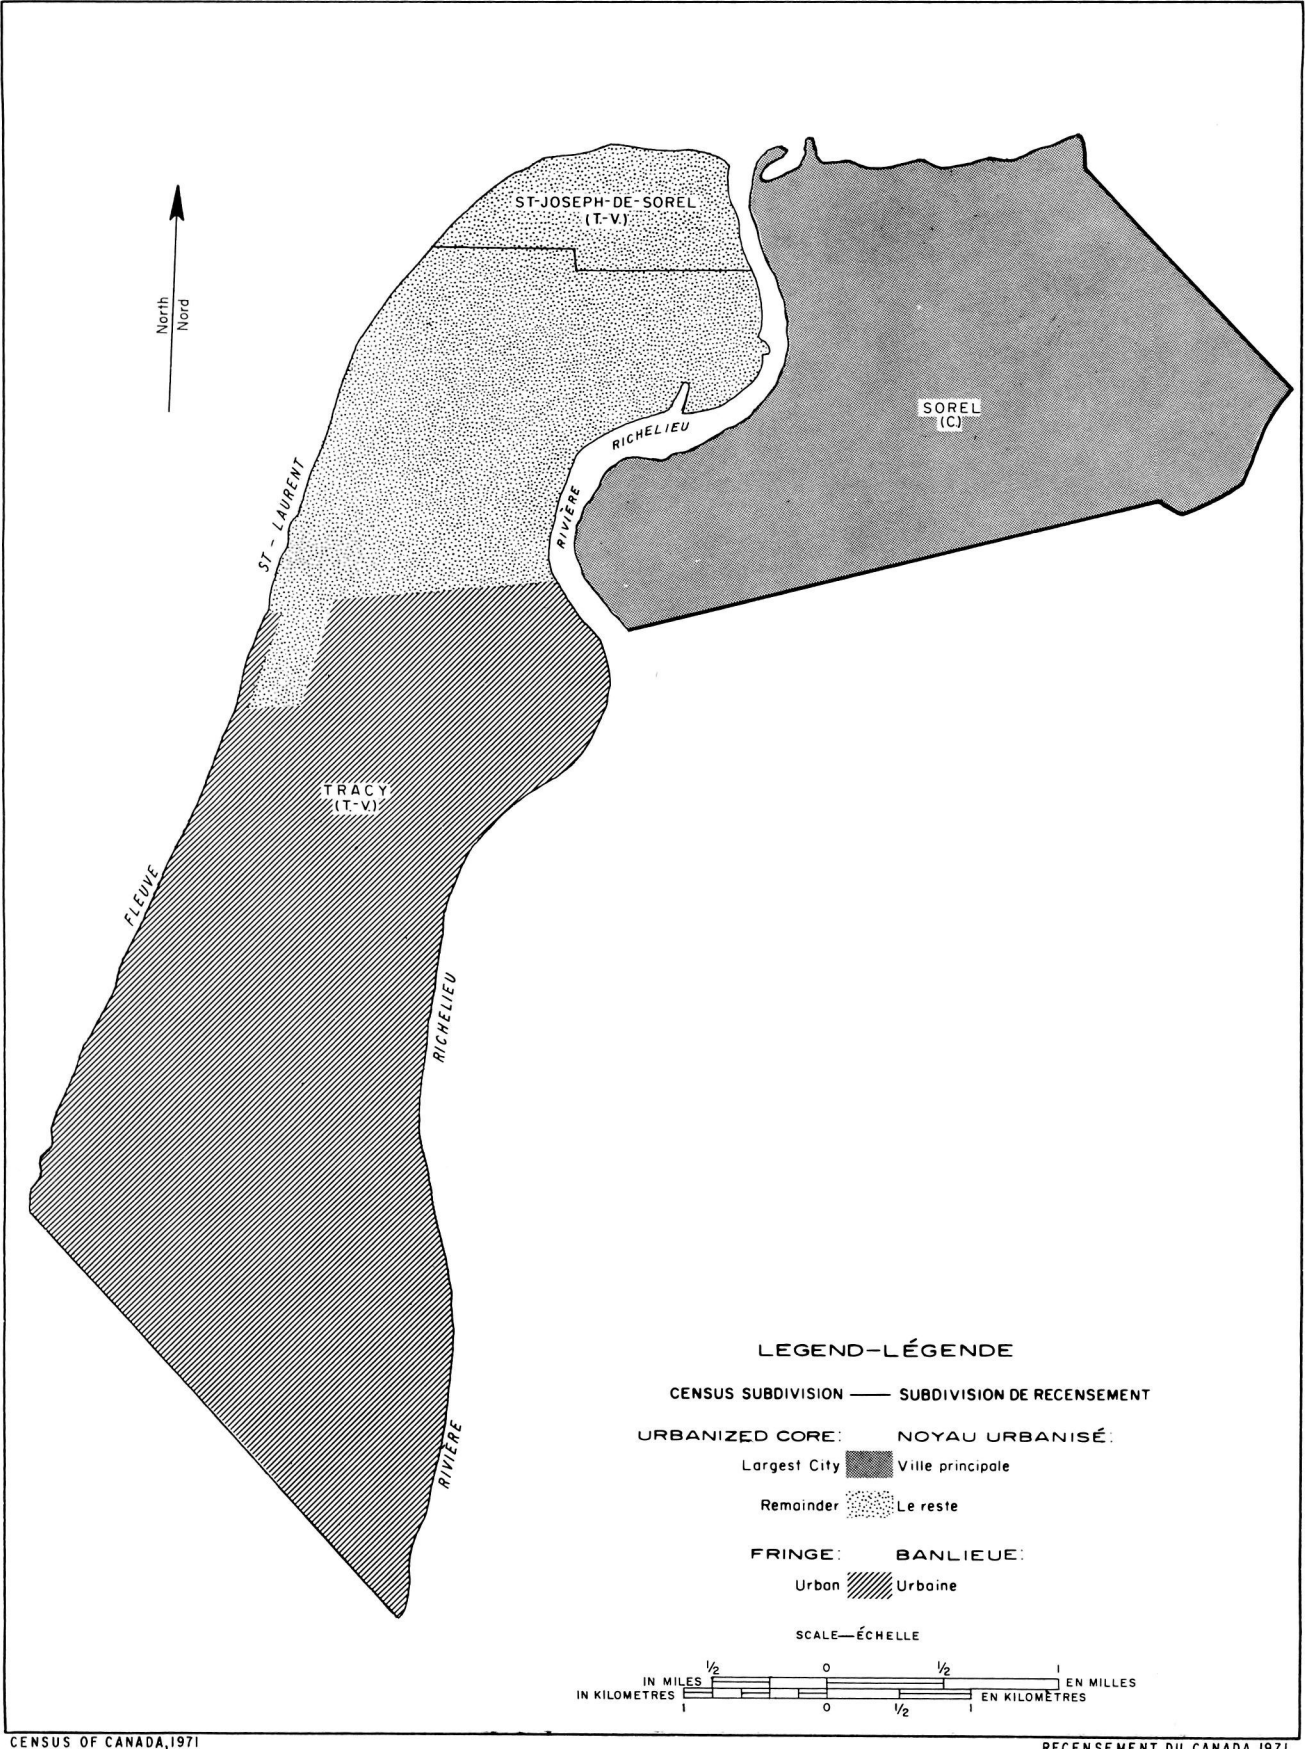 ST-JOSEPH-DE-SOREL
(T.-V.)
North
Nord
SOREL
(C.)
RICHELIEU
RIVIÈRE
ST-LAURENT
TRACY
(T.-V.)
FLEUVE
RICHELIEU
RIVIÈRE
LEGEND-LÉGENDE
CENSUS SUBDIVISION — SUBDIVISION DE RECENSEMENT
URBANIZED CORE: NOYAU URBANISÉ:
Largest City Ville principale
Remainder Le reste
FRINGE: BANLIEUE:
Urban Urbaine
SCALE—ÉCHELLE
1/2 0 1/2 1
IN MILES EN MILLES
IN KILOMETRES EN KILOMÈTRES
1 0 1/2 1
CENSUS OF CANADA, 1971 RECENSEMENT DU CANADA, 1971